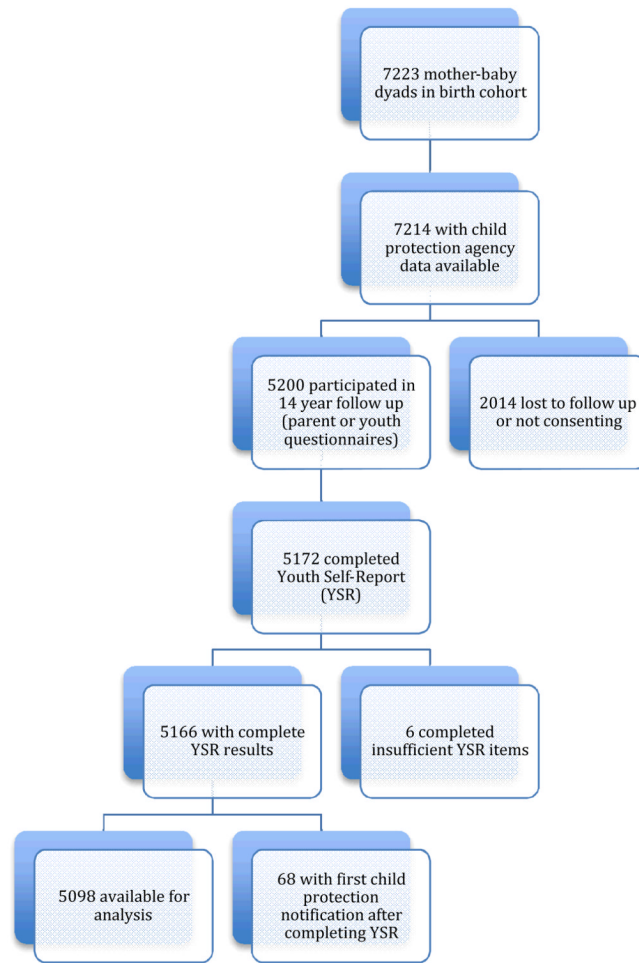 7223 mother-baby
dyads in birth cohort
7214 with child
protection agency
data available
5200 participated in
14 year follow up
(parent or youth
questionnaires)
2014 lost to follow up
or not consenting
5172 completed
Youth Self-Report
(YSR)
5166 with complete
YSR results
6 completed
insufficient YSR items
5098 available for
analysis
68 with first child
protection
notification after
completing YSR